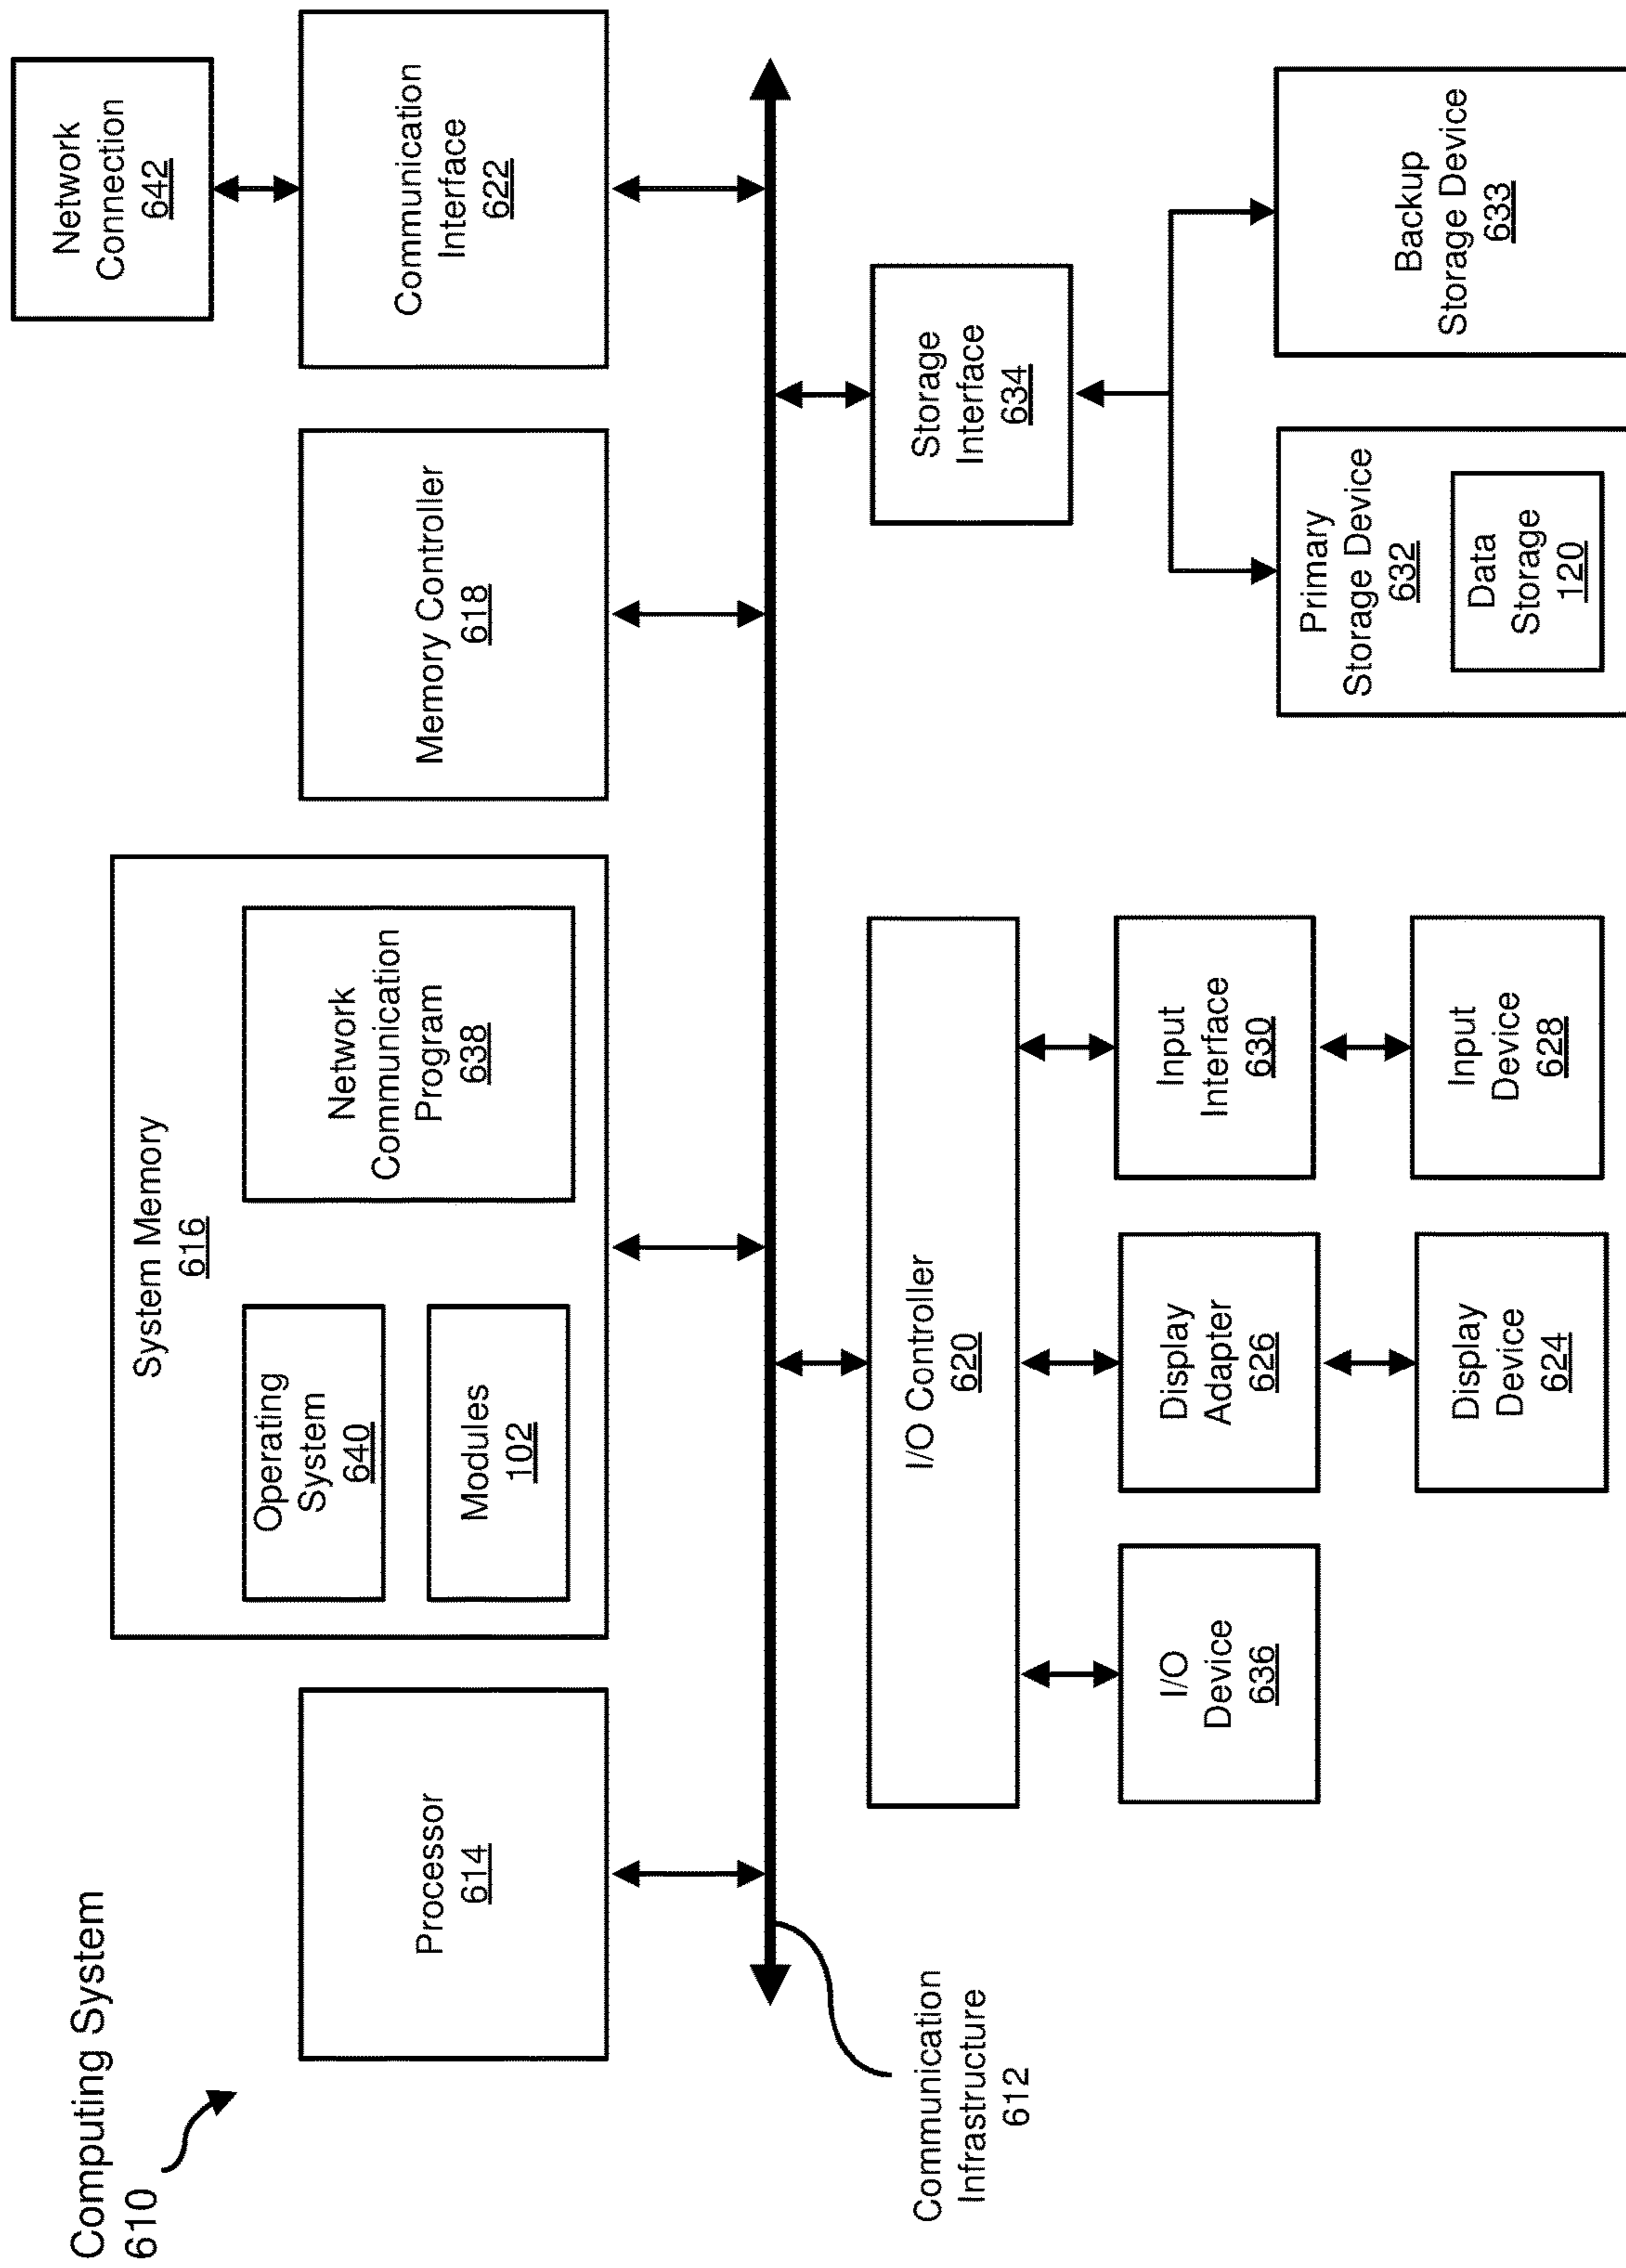 Computing System
610
Processor
614
System Memory
616
Operating
System
640
Modules
102
Network
Communication
Program
638
Memory Controller
618
Communication
Interface
622
Network
Connection
642
Communication
Infrastructure
612
I/O Controller
620
I/O
Device
636
Display
Adapter
626
Input
Interface
630
Display
Device
624
Input
Device
628
Storage
Interface
634
Primary
Storage Device
632
Data
Storage
120
Backup
Storage Device
633